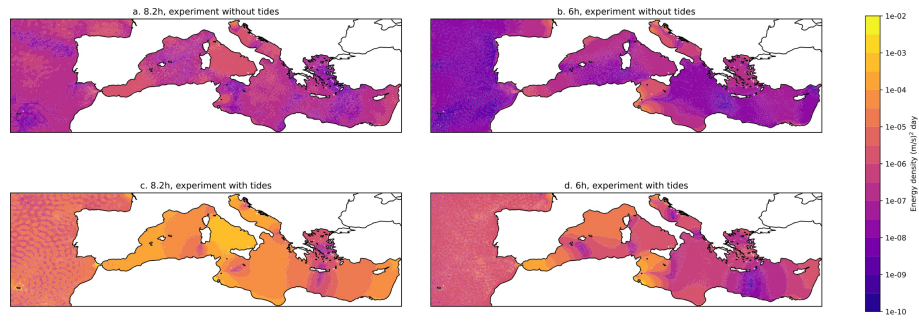 a. 8.2h, experiment without tides
b. 6h, experiment without tides
c. 8.2h, experiment with tides
d. 6h, experiment with tides
1e-02
1e-03
1e-04
1e-05
1e-06
1e-07
1e-08
1e-09
1e-10
Energy density (m/s)² day